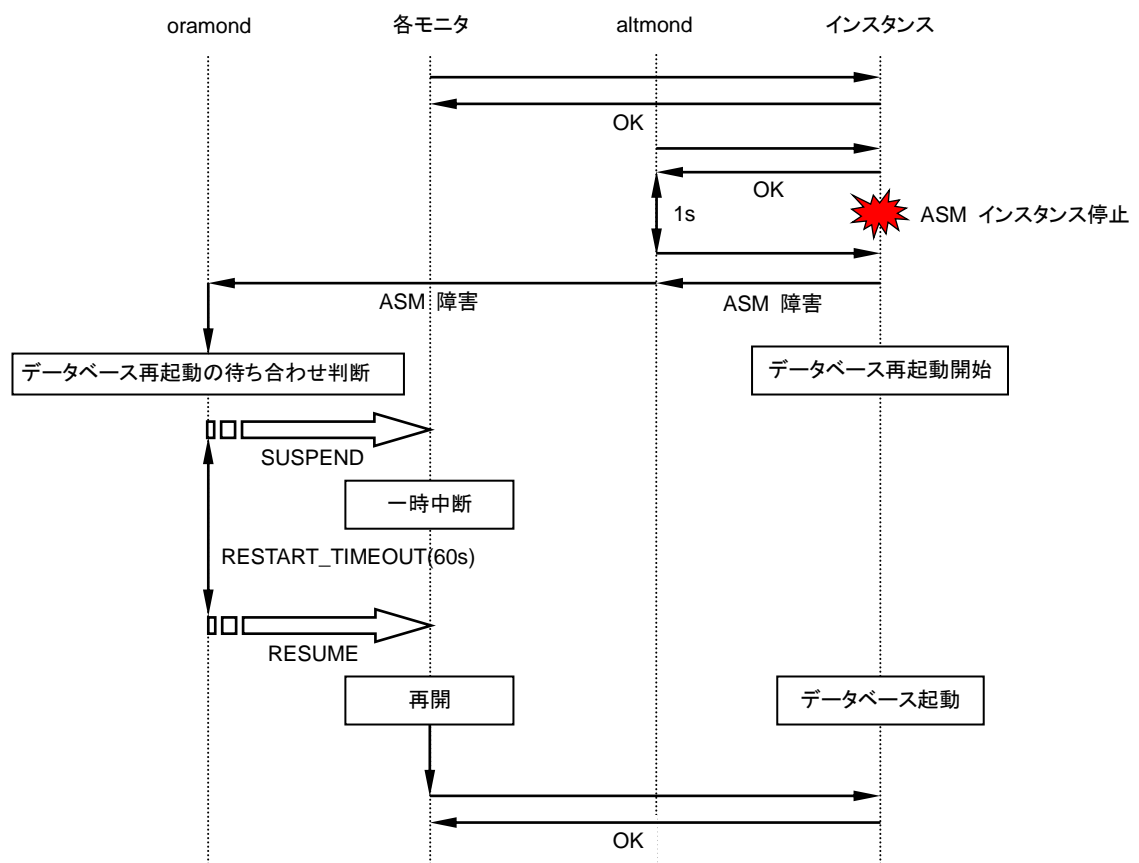 oramond 各モニタ altmond インスタンス
OK
OK
1s
ASM インスタンス停止
ASM 障害 ASM 障害
データベース再起動の待ち合わせ判断 データベース再起動開始
SUSPEND
一時中断
RESTART_TIMEOUT(60s)
RESUME
再開 データベース起動
OK